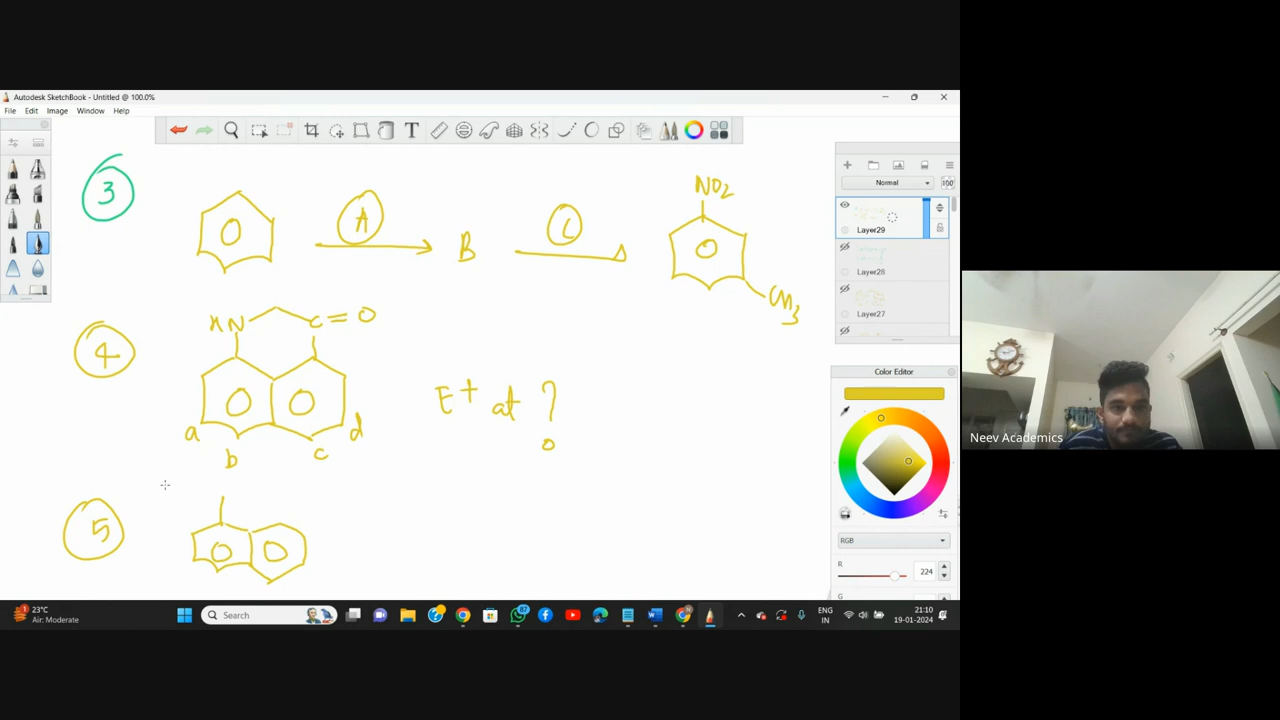 Autodesk SketchBook - Untitled @ 100.0%
File Edit Image Window Help
T
Normal
100
Layer29
Layer28
Layer27
3
A
B
C
NO2
CH3
4
HN
C = O
a
b
c
d
E+ at ?
5
Color Editor
RGB
R
224
G
Neev Academics
23°C
Air: Moderate
Search
82
ENG
IN
21:10
19-01-2024